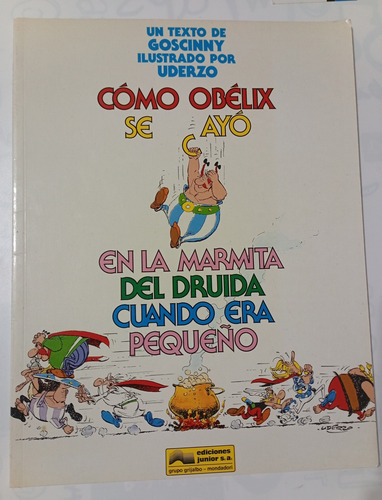 UN TEXTO DE
GOSCINNY
ILUSTRADO POR
UDERZO
CÓMO OBÉLIX
SE CAYÓ
EN LA MARMITA
DEL DRUIDA
CUANDO ERA
PEQUEÑO
UDERZO
ediciones
junior s.a.
grupo grijalbo - mondadori